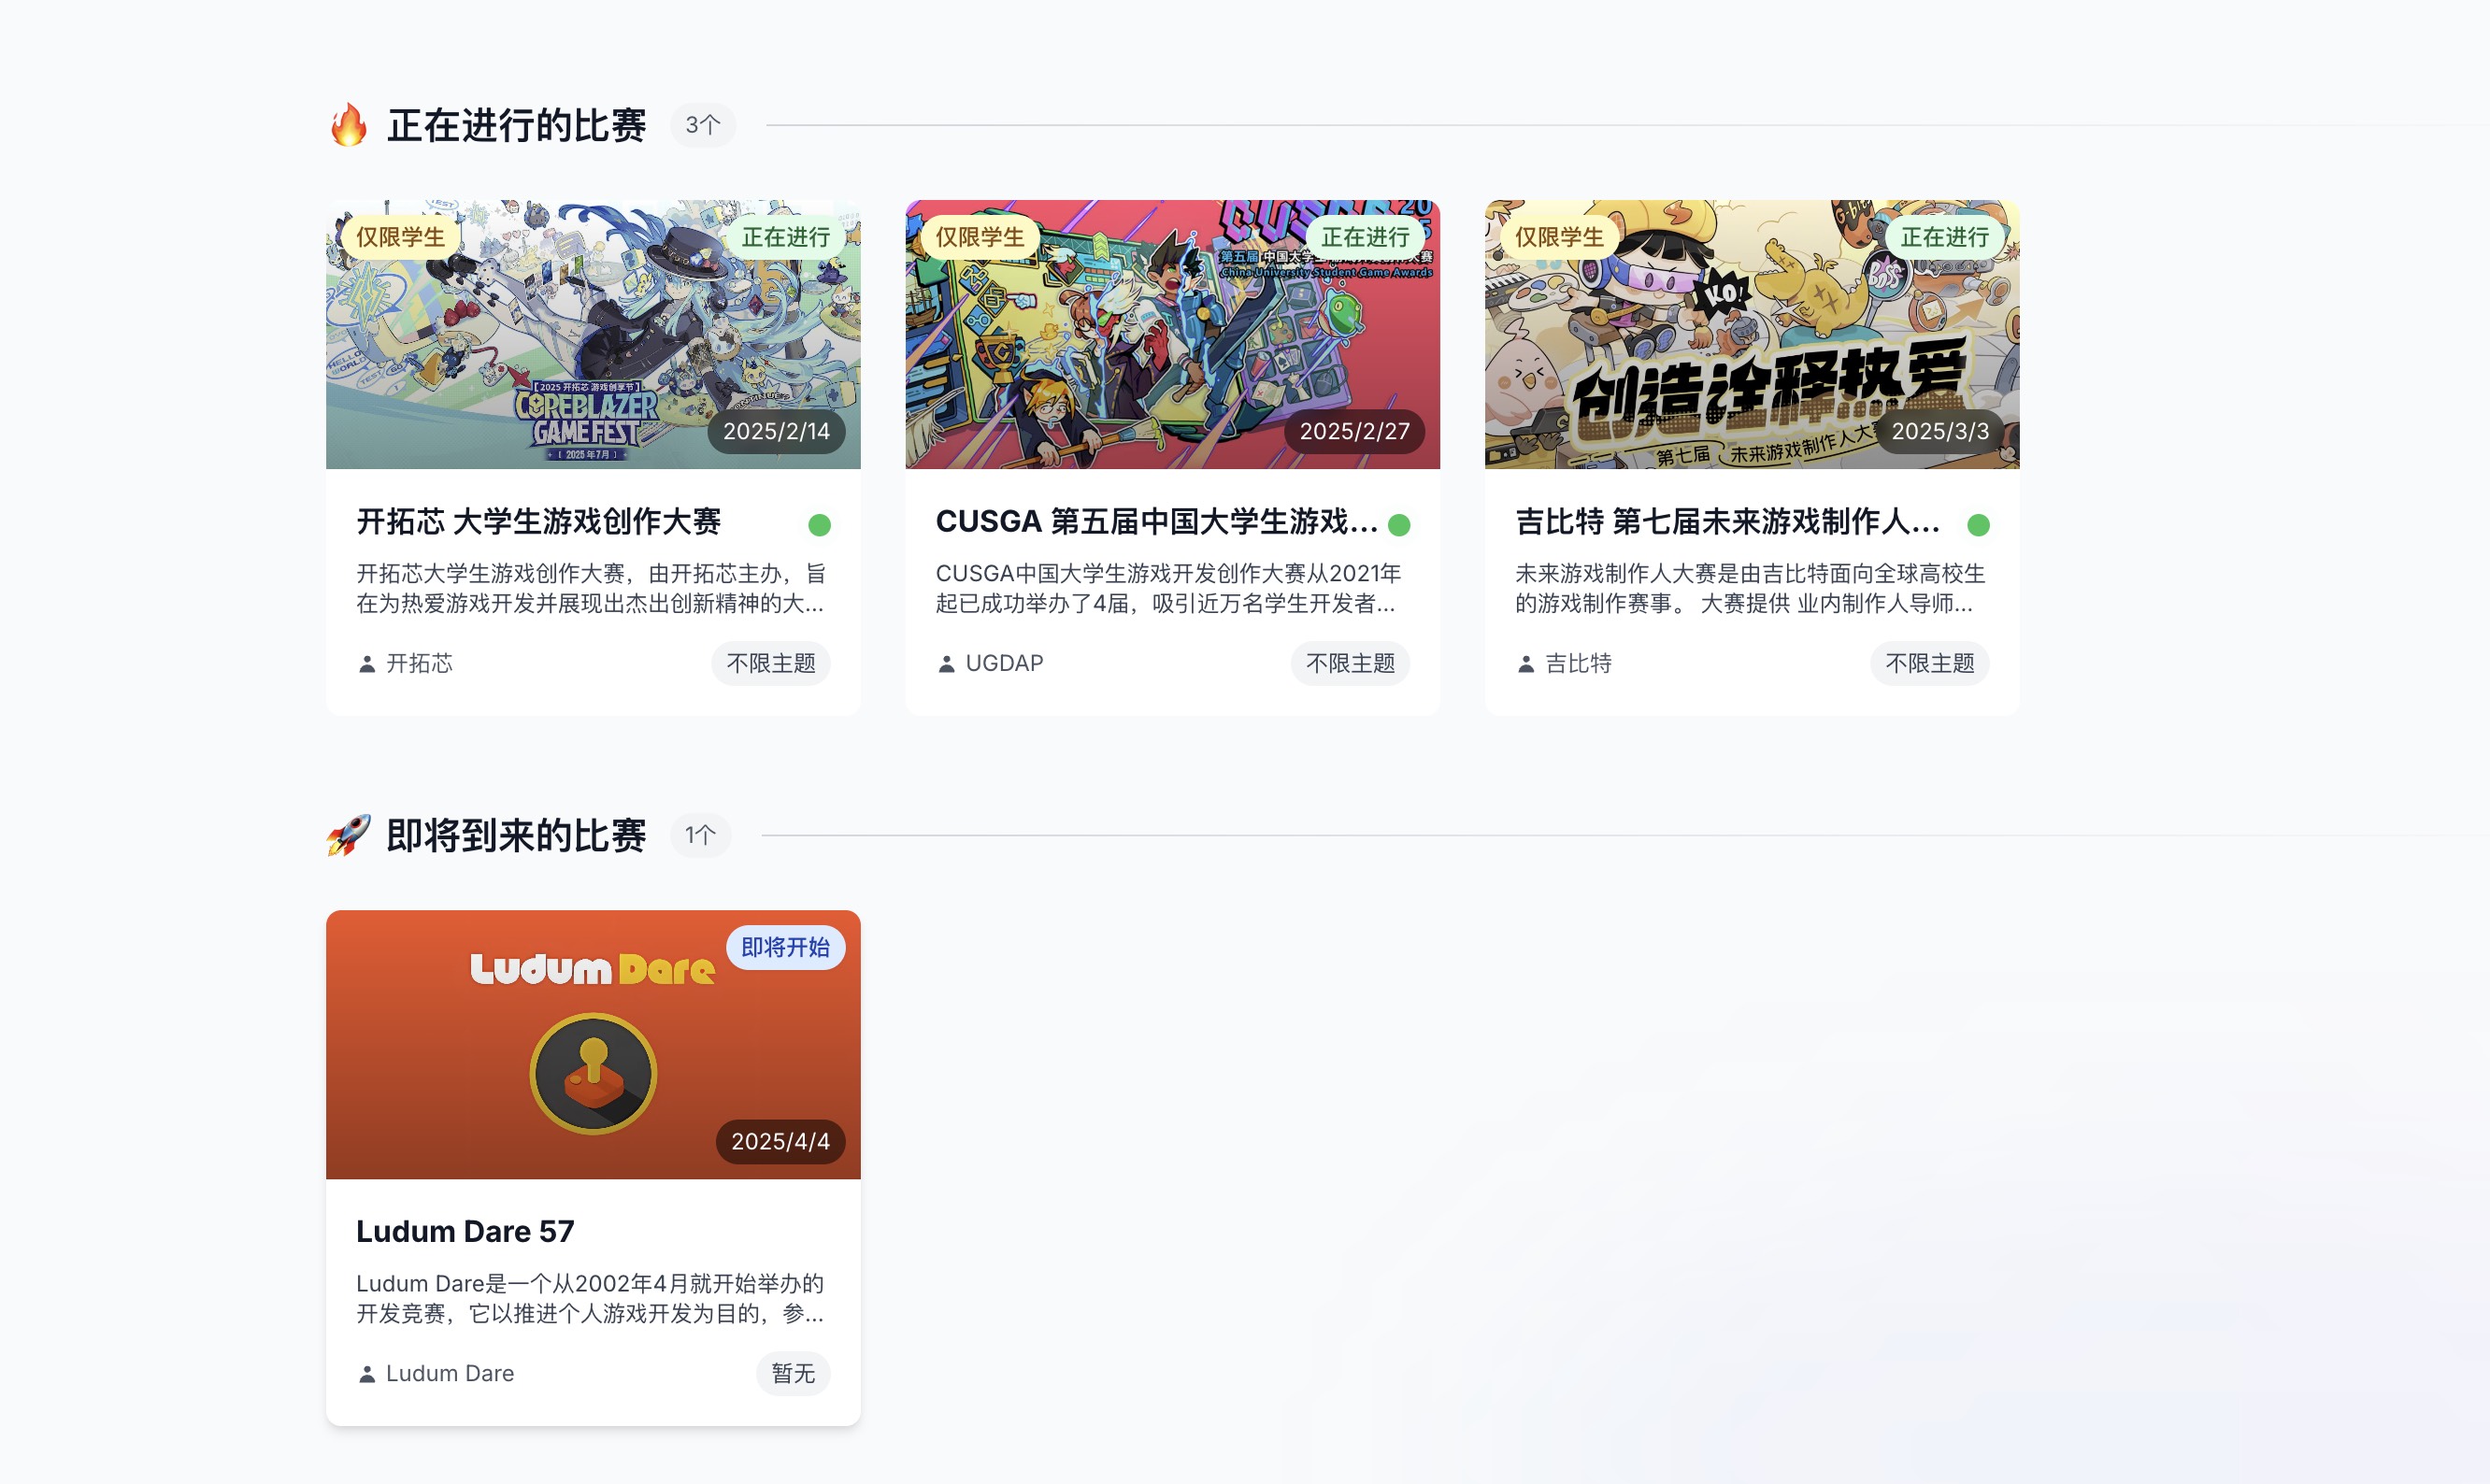 正在进行的比赛
3个
仅限学生
正在进行
TEST
HELLO WORLD
TEST
【2025 开拓芯 游戏创享节】
COREBLAZER
GAME FEST
2025 年7月
2025/2/14
开拓芯 大学生游戏创作大赛
开拓芯大学生游戏创作大赛，由开拓芯主办，旨
在为热爱游戏开发并展现出杰出创新精神的大...
开拓芯
不限主题
仅限学生
正在进行
第五届 中国大学
China University Student Game Awards
2025/2/27
CUSGA 第五届中国大学生游戏...
CUSGA中国大学生游戏开发创作大赛从2021年
起已成功举办了4届，吸引近万名学生开发者...
UGDAP
不限主题
仅限学生
正在进行
G-bit
KO!
BOSS
创造诠释热爱
第七届 未来游戏制作人大
2025/3/3
吉比特 第七届未来游戏制作人...
未来游戏制作人大赛是由吉比特面向全球高校生
的游戏制作赛事。 大赛提供 业内制作人导师...
吉比特
不限主题
即将到来的比赛
1个
即将开始
Ludum Dare
2025/4/4
Ludum Dare 57
Ludum Dare是一个从2002年4月就开始举办的
开发竞赛，它以推进个人游戏开发为目的，参...
Ludum Dare
暂无